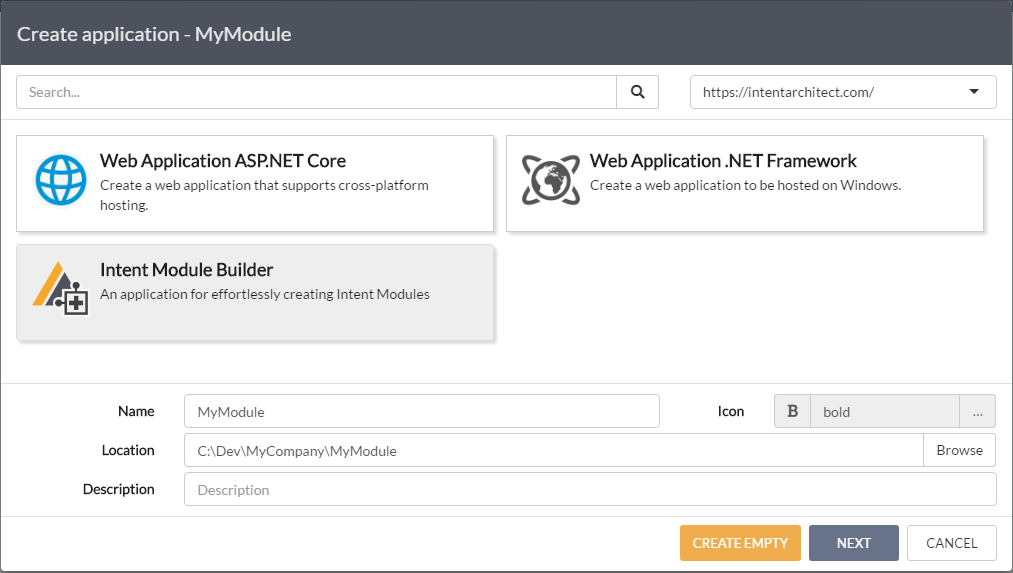 Create application - MyModule
Search...
https://intentarchitect.com/
Web Application ASP.NET Core
Create a web application that supports cross-platform
hosting.
Web Application .NET Framework
Create a web application to be hosted on Windows.
Intent Module Builder
An application for effortlessly creating Intent Modules
Name
MyModule
Icon
B
bold
...
Location
C:\Dev\MyCompany\MyModule
Browse
Description
Description
CREATE EMPTY
NEXT
CANCEL